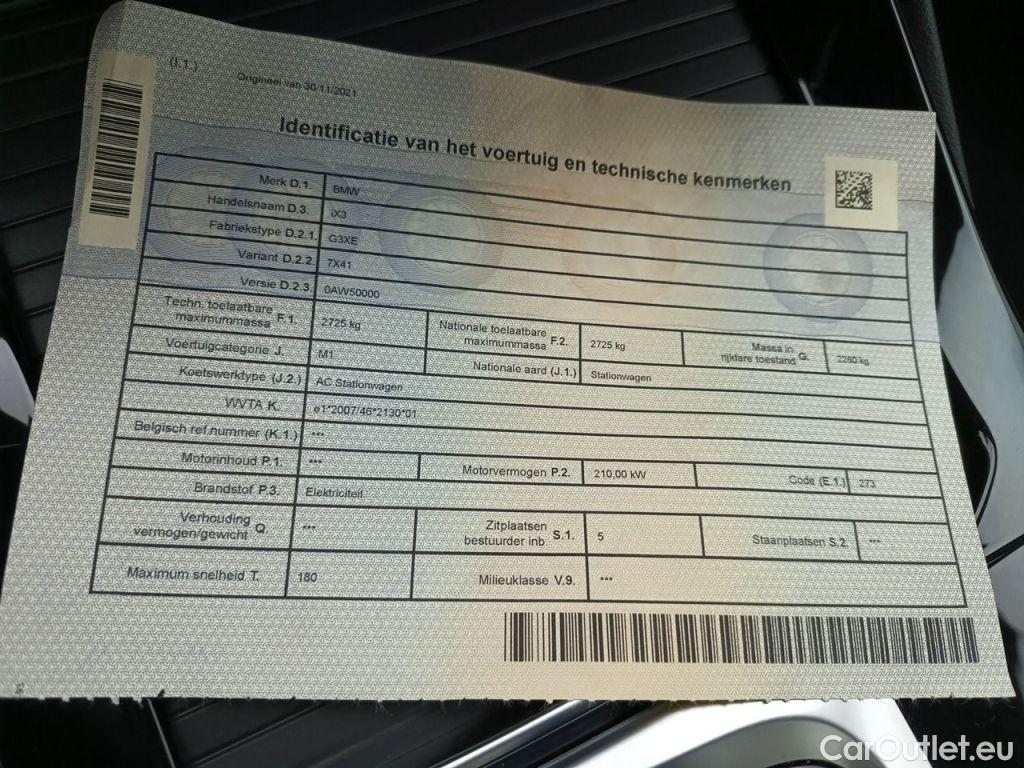 (I.1.)
Origineel van 30/11/2021
Identificatie van het voertuig en technische kenmerken
Merk D.1. BMW
Handelsnaam D.3. iX3
Fabriekstype D.2.1. G3XE
Variant D.2.2. 7X41
Versie D.2.3. 0AW50000
Techn. toelaatbare maximummassa F.1. 2725 kg Nationale toelaatbare maximummassa F.2. 2725 kg Massa in rijklare toestand G. 2260 kg
Voertuigcategorie J. M1 Nationale aard (J.1.) Stationwagen
Koetswerktype (J.2.) AC Stationwagen
WVTA K. e1*2007/46*2130*01
Belgisch ref.nummer (K.1.) ***
Motorinhoud P.1. *** Motorvermogen P.2. 210,00 kW Code (E.1.) 273
Brandstof P.3. Elektriciteit
Verhouding vermogen/gewicht Q. *** Zitplaatsen bestuurder inb. S.1. 5 Staanplaatsen S.2. ***
Maximum snelheid T. 180 Milieuklasse V.9. ***
CarOutlet.eu